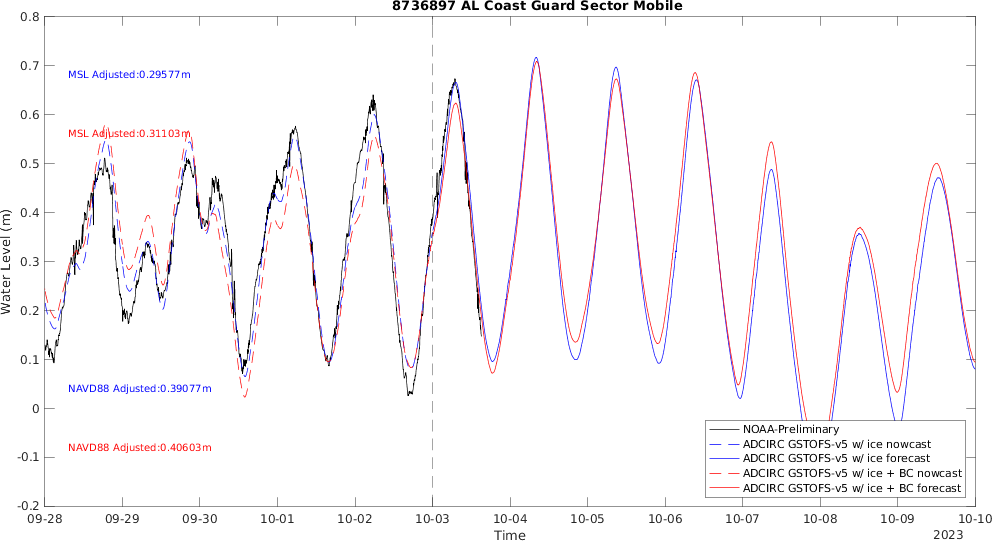 8736897 AL Coast Guard Sector Mobile
0.8
0.7
0.6
0.5
0.4
0.3
0.2
0.1
0
-0.1
-0.2
Water Level (m)
MSL Adjusted:0.29577m
MSL Adjusted:0.31103m
NAVD88 Adjusted:0.39077m
NAVD88 Adjusted:0.40603m
NOAA-Preliminary
ADCIRC GSTOFS-v5 w/ ice nowcast
ADCIRC GSTOFS-v5 w/ ice forecast
ADCIRC GSTOFS-v5 w/ ice + BC nowcast
ADCIRC GSTOFS-v5 w/ ice + BC forecast
09-28 09-29 09-30 10-01 10-02 10-03 10-04 10-05 10-06 10-07 10-08 10-09 10-10
Time
2023